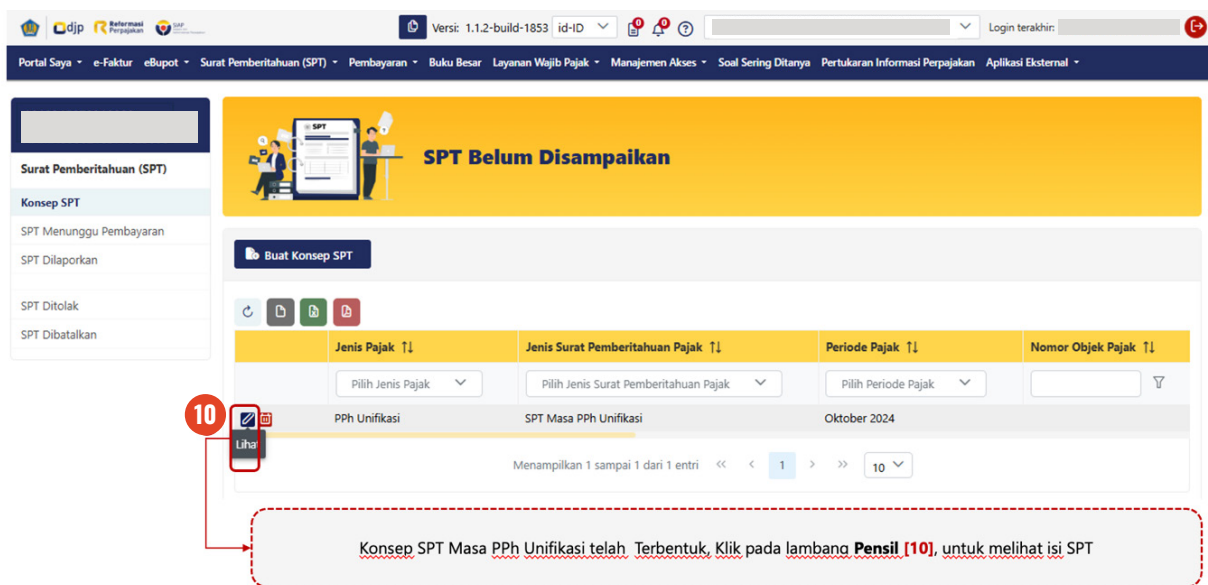 djp Reformasi Perpajakan SIAP Versi: 1.1.2-build-1853 id-ID 0 0 Login terakhir:
Portal Saya e-Faktur eBupot Surat Pemberitahuan (SPT) Pembayaran Buku Besar Layanan Wajib Pajak Manajemen Akses Soal Sering Ditanya Pertukaran Informasi Perpajakan Aplikasi Eksternal
Surat Pemberitahuan (SPT)
Konsep SPT
SPT Menunggu Pembayaran
SPT Dilaporkan
SPT Ditolak
SPT Dibatalkan
SPT
SPT Belum Disampaikan
Buat Konsep SPT
Jenis Pajak Jenis Surat Pemberitahuan Pajak Periode Pajak Nomor Objek Pajak
Pilih Jenis Pajak Pilih Jenis Surat Pemberitahuan Pajak Pilih Periode Pajak
10 PPh Unifikasi SPT Masa PPh Unifikasi Oktober 2024
Lihat
Menampilkan 1 sampai 1 dari 1 entri << < 1 > >> 10
Konsep SPT Masa PPh Unifikasi telah Terbentuk, Klik pada lambang Pensil [10], untuk melihat isi SPT